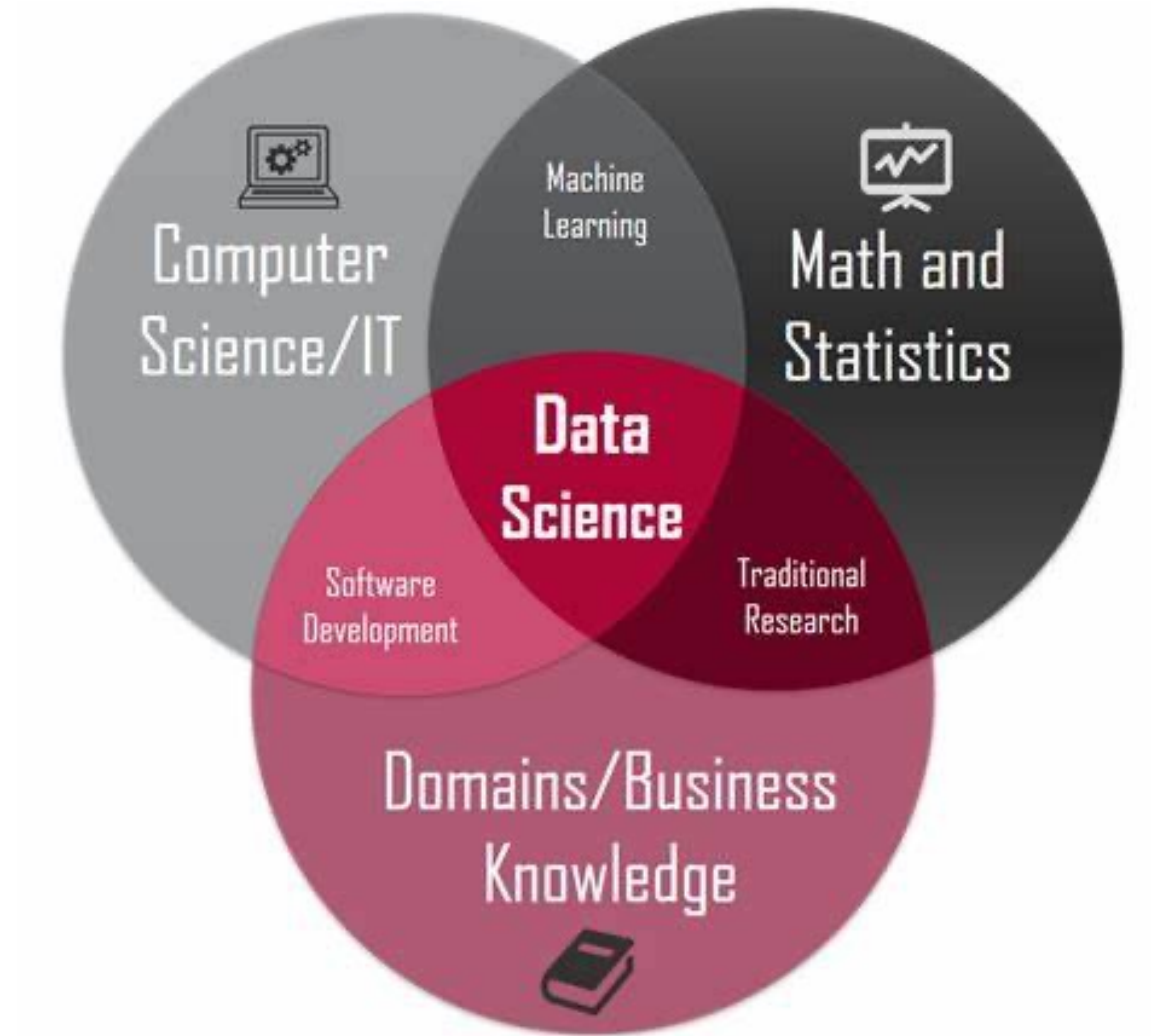 Machine
Learning
Computer
Science/IT
Math and
Statistics
Data
Science
Software
Development
Traditional
Research
Domains/Business
Knowledge